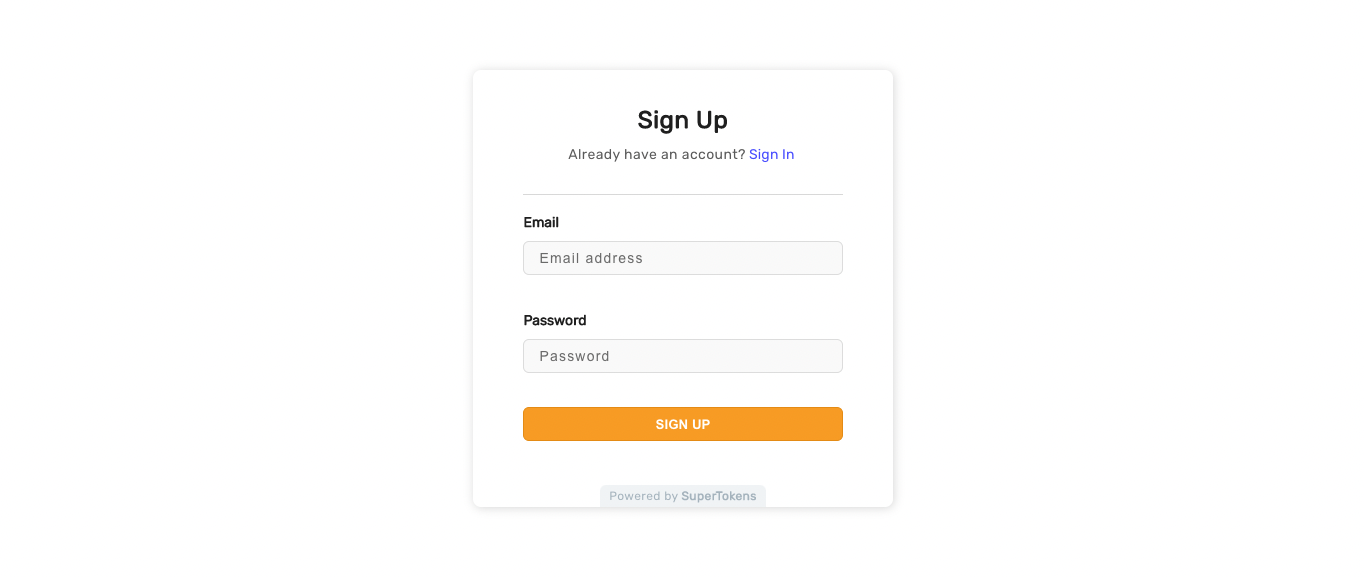 Sign Up
Already have an account? Sign In
Email
Email address
Password
Password
SIGN UP
Powered by SuperTokens